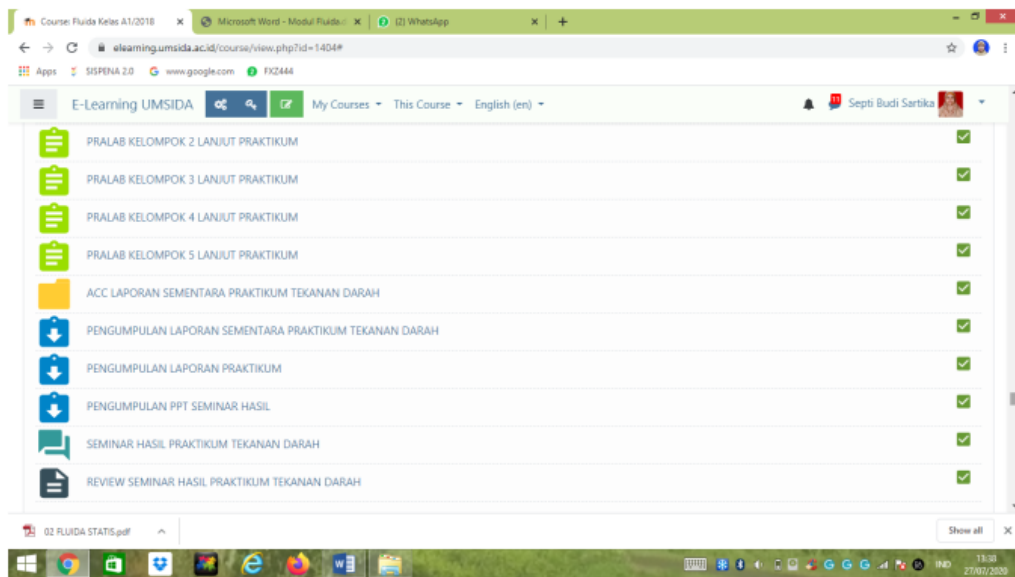 Course: Fluida Kelas A1/2018
Microsoft Word - Modul Fluida
(2) WhatsApp
elearning.umsida.ac.id/course/view.php?id=1404#
Apps SISPENA 2.0 www.google.com FXZ444
E-Learning UMSIDA My Courses This Course English (en) 11 Septi Budi Sartika
PRALAB KELOMPOK 2 LANJUT PRAKTIKUM
PRALAB KELOMPOK 3 LANJUT PRAKTIKUM
PRALAB KELOMPOK 4 LANJUT PRAKTIKUM
PRALAB KELOMPOK 5 LANJUT PRAKTIKUM
ACC LAPORAN SEMENTARA PRAKTIKUM TEKANAN DARAH
PENGUMPULAN LAPORAN SEMENTARA PRAKTIKUM TEKANAN DARAH
PENGUMPULAN LAPORAN PRAKTIKUM
PENGUMPULAN PPT SEMINAR HASIL
SEMINAR HASIL PRAKTIKUM TEKANAN DARAH
REVIEW SEMINAR HASIL PRAKTIKUM TEKANAN DARAH
02 FLUIDA STATIS.pdf Show all
IND 13:38
27/07/2020